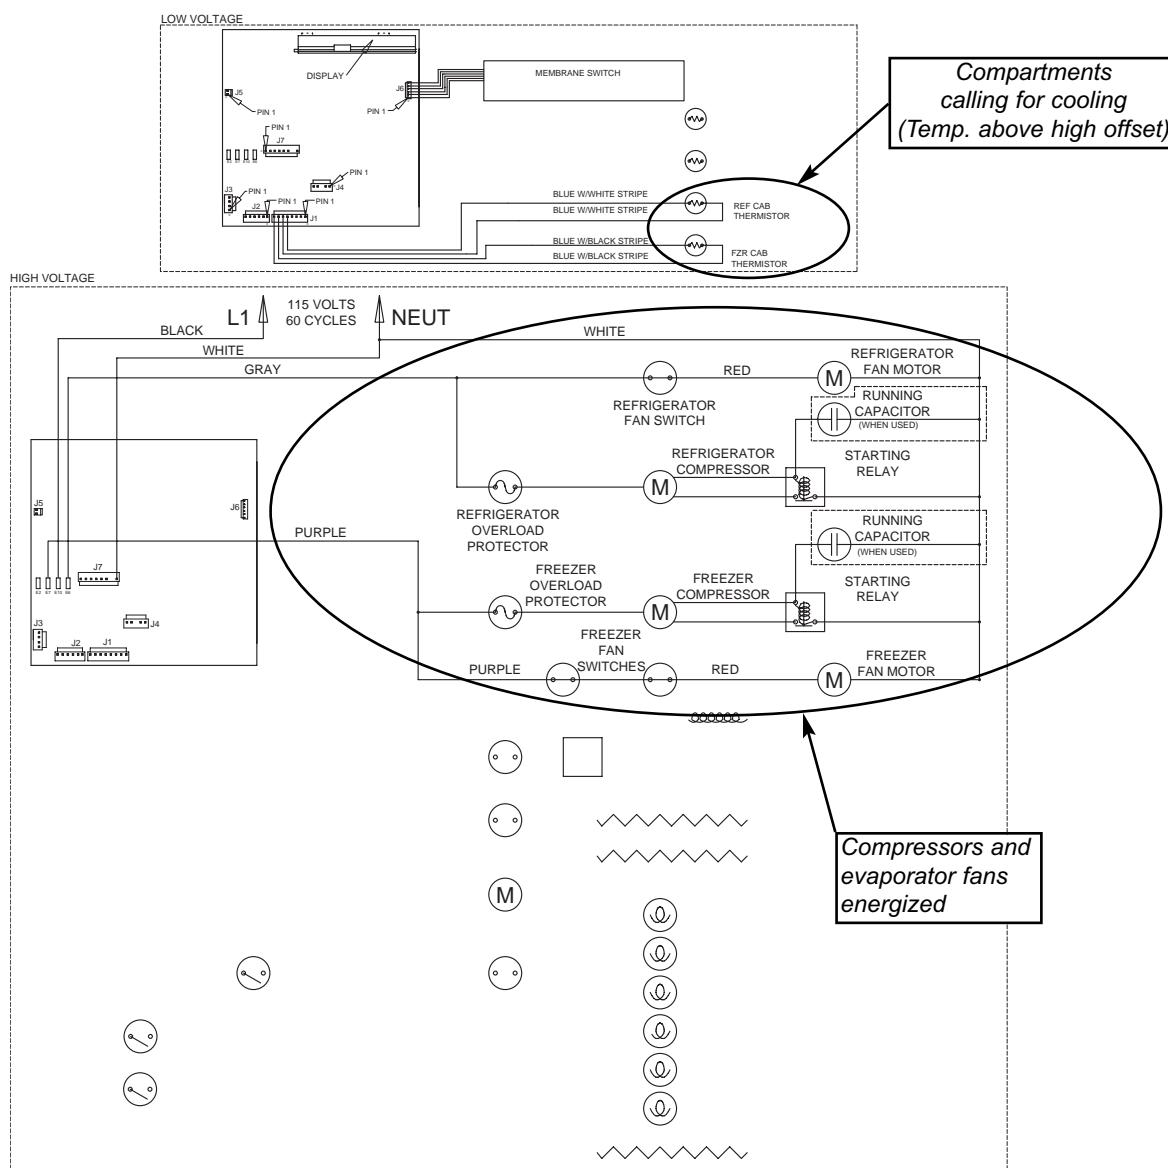 LOW VOLTAGE
DISPLAY
J6
PIN 1
MEMBRANE SWITCH
Compartments
calling for cooling
(Temp. above high offset)
J5
PIN 1
PIN 1
J7
PIN 1
J4
J3
PIN 1
J2
PIN 1
PIN 1
J1
BLUE W/WHITE STRIPE
BLUE W/WHITE STRIPE
REF CAB
THERMISTOR
BLUE W/BLACK STRIPE
BLUE W/BLACK STRIPE
FZR CAB
THERMISTOR
HIGH VOLTAGE
L1
115 VOLTS
60 CYCLES
NEUT
BLACK
WHITE
WHITE
GRAY
RED
M
REFRIGERATOR
FAN MOTOR
REFRIGERATOR
FAN SWITCH
RUNNING
CAPACITOR
(WHEN USED)
REFRIGERATOR
COMPRESSOR
STARTING
RELAY
M
REFRIGERATOR
OVERLOAD
PROTECTOR
J5
J6
PURPLE
RUNNING
CAPACITOR
(WHEN USED)
FREEZER
OVERLOAD
PROTECTOR
FREEZER
COMPRESSOR
STARTING
RELAY
M
J7
E2
E7
E10
E6
J3
J4
J2
J1
FREEZER
FAN
SWITCHES
PURPLE
RED
M
FREEZER
FAN MOTOR
Compressors and
evaporator fans
energized
M